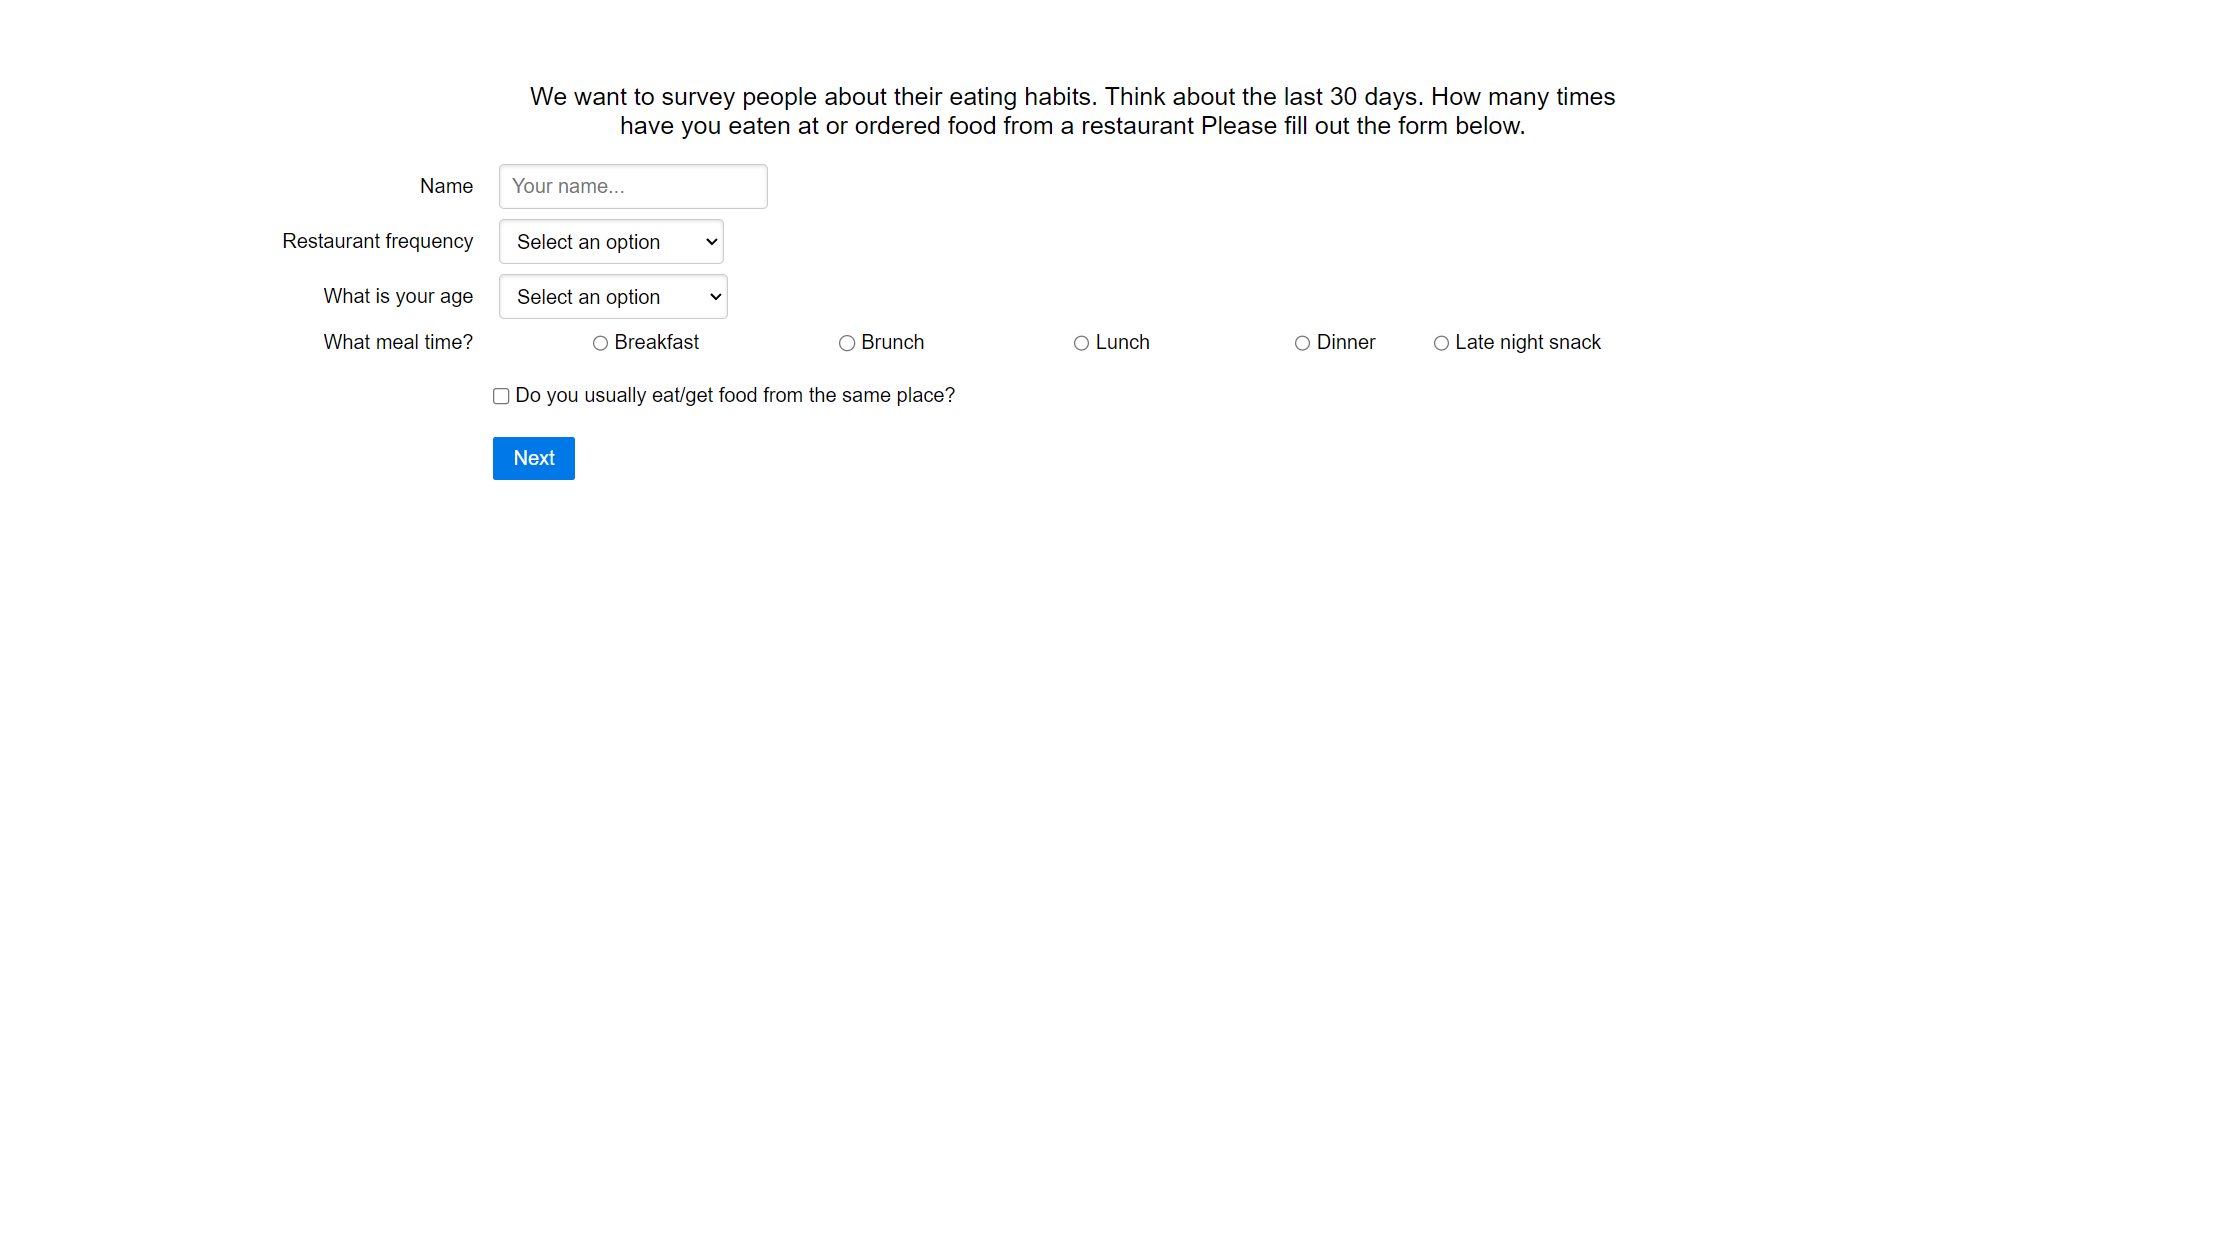 We want to survey people about their eating habits. Think about the last 30 days. How many times
have you eaten at or ordered food from a restaurant Please fill out the form below.
Name Your name...
Restaurant frequency Select an option
What is your age Select an option
What meal time? Breakfast Brunch Lunch Dinner Late night snack
Do you usually eat/get food from the same place?
Next